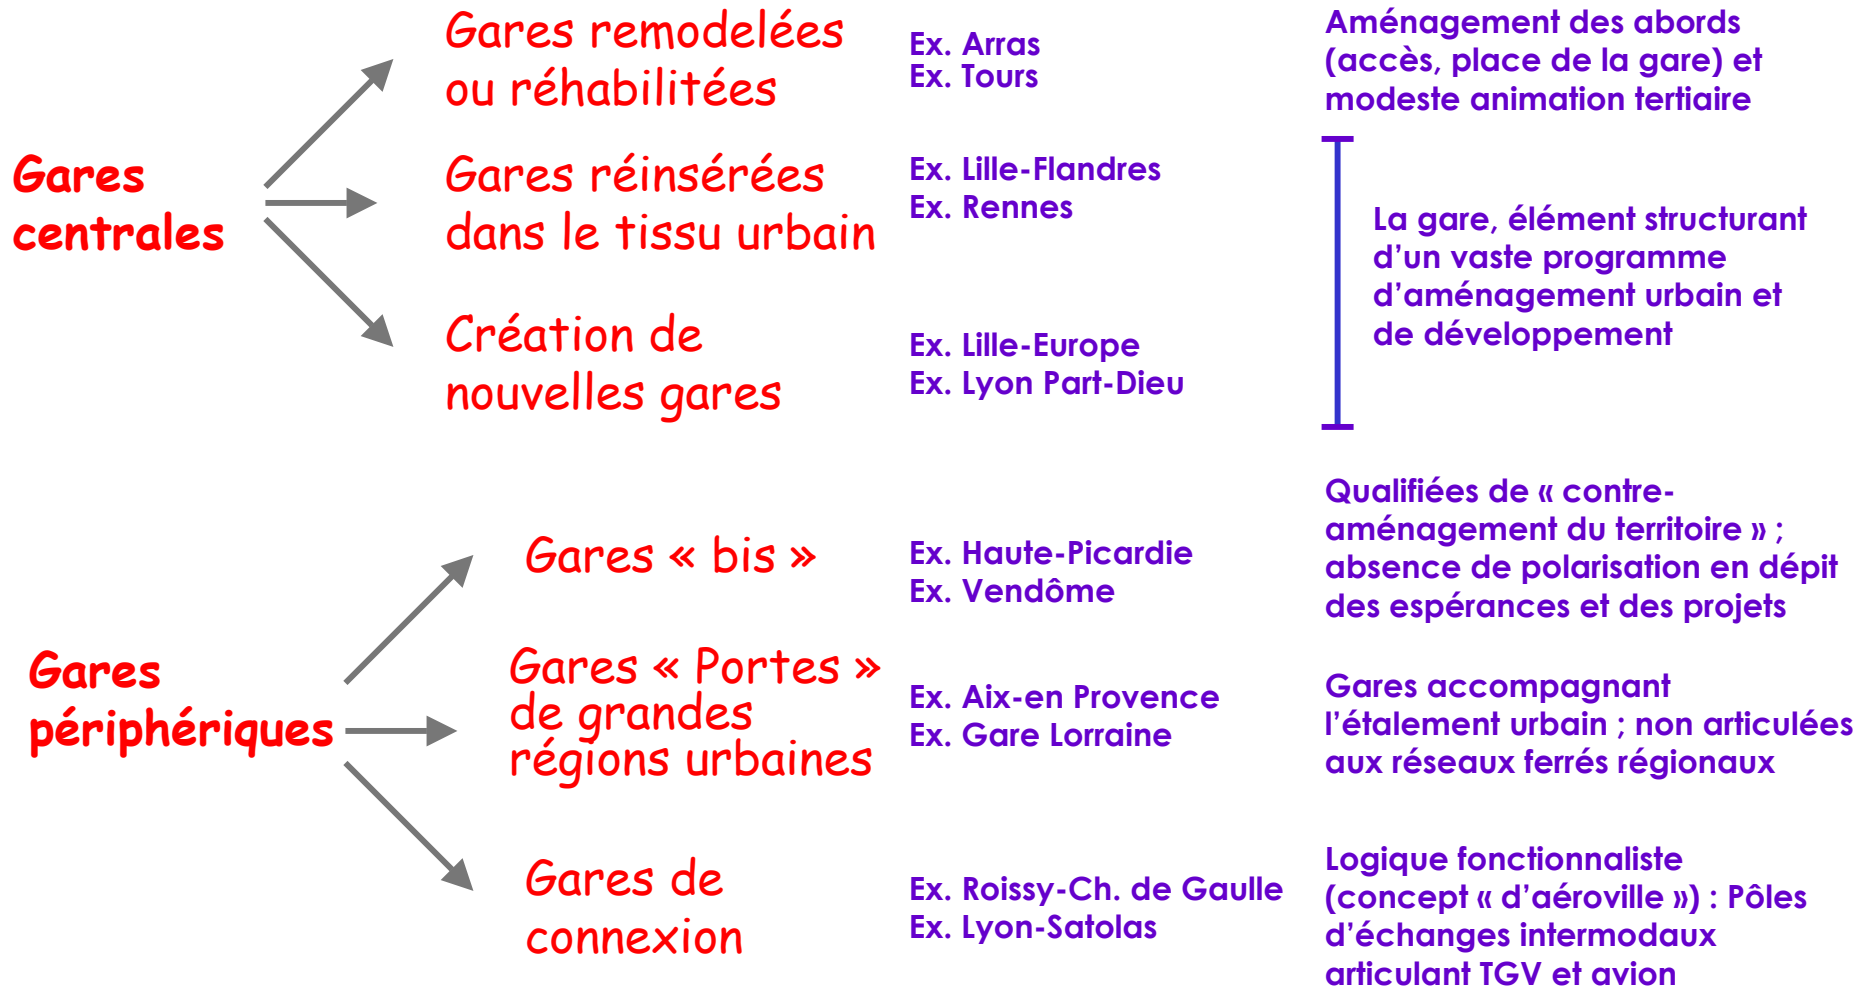 Gares
centrales
Gares remodelées
ou réhabilitées
Ex. Arras
Ex. Tours
Aménagement des abords
(accès, place de la gare) et
modeste animation tertiaire
Gares réinsérées
dans le tissu urbain
Ex. Lille-Flandres
Ex. Rennes
La gare, élément structurant
d’un vaste programme
d’aménagement urbain et
de développement
Création de
nouvelles gares
Ex. Lille-Europe
Ex. Lyon Part-Dieu
Gares
périphériques
Gares « bis »
Ex. Haute-Picardie
Ex. Vendôme
Qualifiées de « contre-
aménagement du territoire » ;
absence de polarisation en dépit
des espérances et des projets
Gares « Portes »
de grandes
régions urbaines
Ex. Aix-en Provence
Ex. Gare Lorraine
Gares accompagnant
l’étalement urbain ; non articulées
aux réseaux ferrés régionaux
Gares de
connexion
Ex. Roissy-Ch. de Gaulle
Ex. Lyon-Satolas
Logique fonctionnaliste
(concept « d’aéroville ») : Pôles
d’échanges intermodaux
articulant TGV et avion